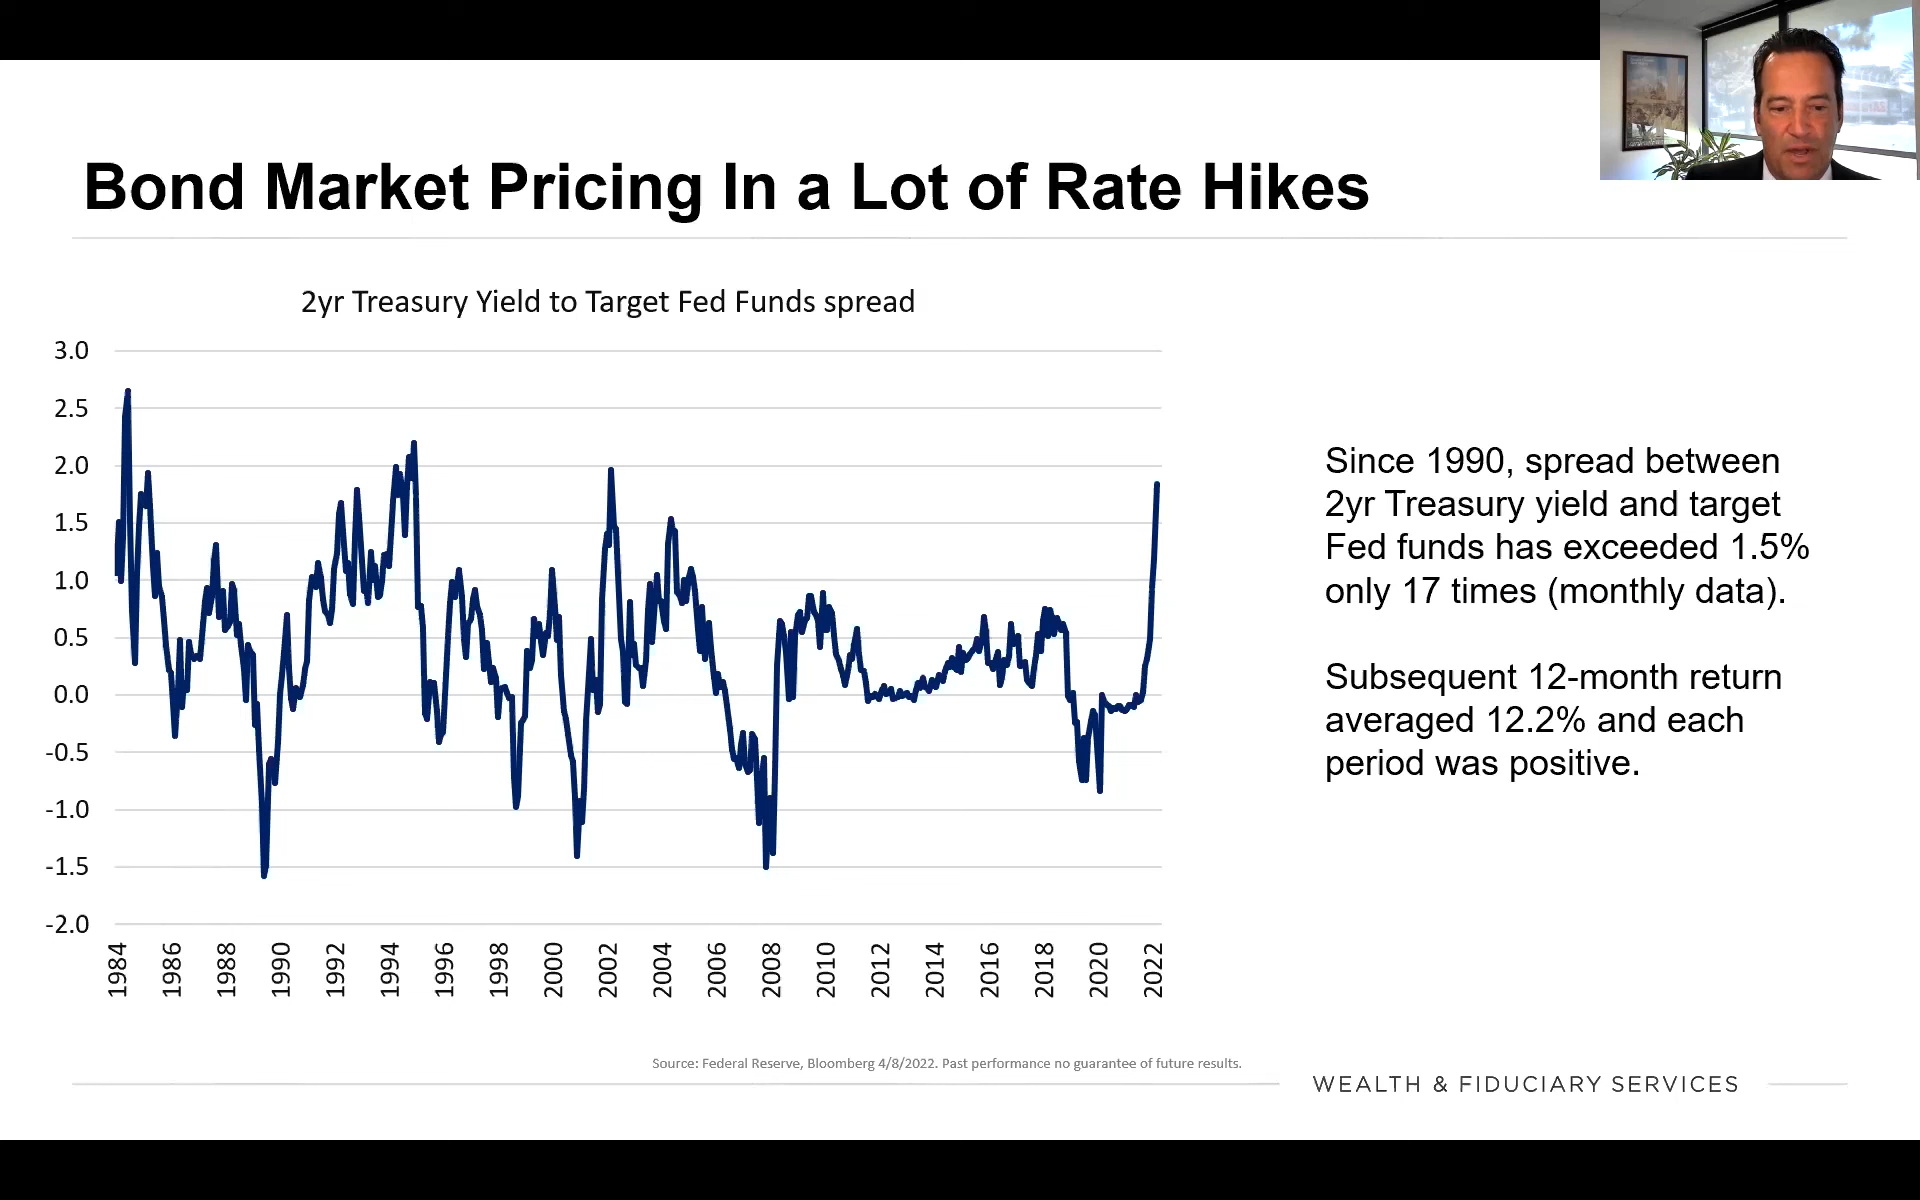 Bond Market Pricing In a Lot of Rate Hikes
2yr Treasury Yield to Target Fed Funds spread
3.0
2.5
2.0
1.5
1.0
0.5
0.0
-0.5
-1.0
-1.5
-2.0
1984
1986
1988
1990
1992
1994
1996
1998
2000
2002
2004
2006
2008
2010
2012
2014
2016
2018
2020
2022
Since 1990, spread between
2yr Treasury yield and target
Fed funds has exceeded 1.5%
only 17 times (monthly data).
Subsequent 12-month return
averaged 12.2% and each
period was positive.
Source: Federal Reserve, Bloomberg 4/8/2022. Past performance no guarantee of future results.
WEALTH & FIDUCIARY SERVICES